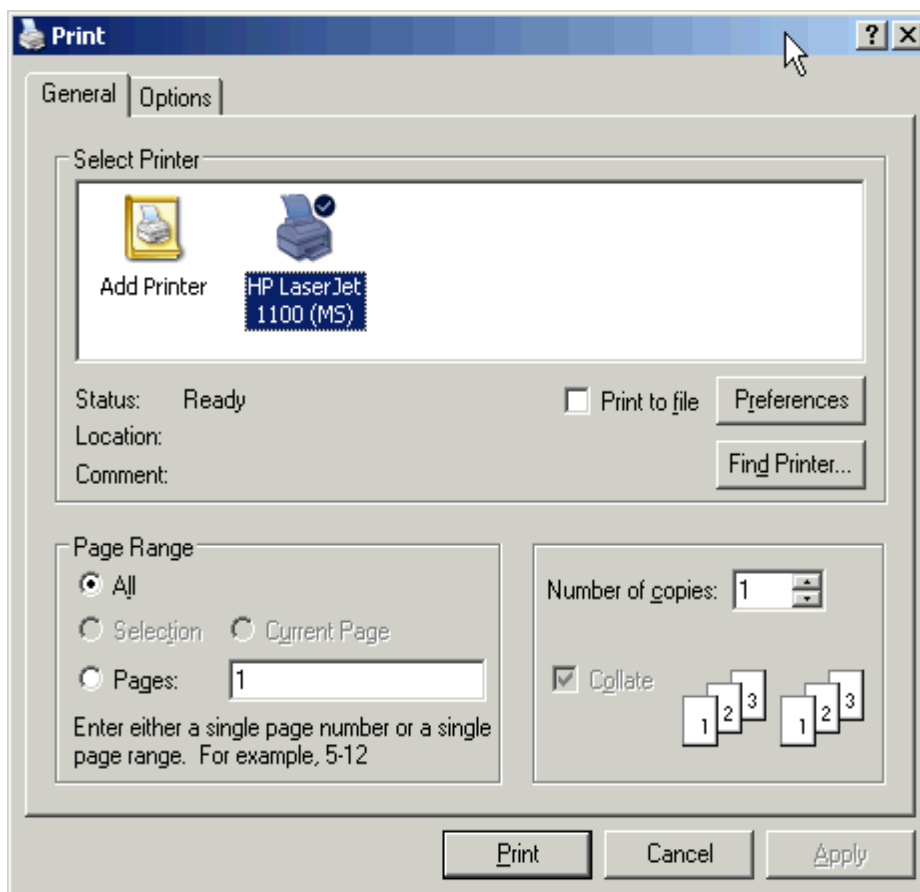 Print
General Options
Select Printer
Add Printer
HP LaserJet
1100 (MS)
Status: Ready
Location:
Comment:
Print to file
Preferences
Find Printer...
Page Range
All
Selection Current Page
Pages: 1
Enter either a single page number or a single
page range. For example, 5-12
Number of copies: 1
Collate
1 2 3 1 2 3
Print Cancel Apply